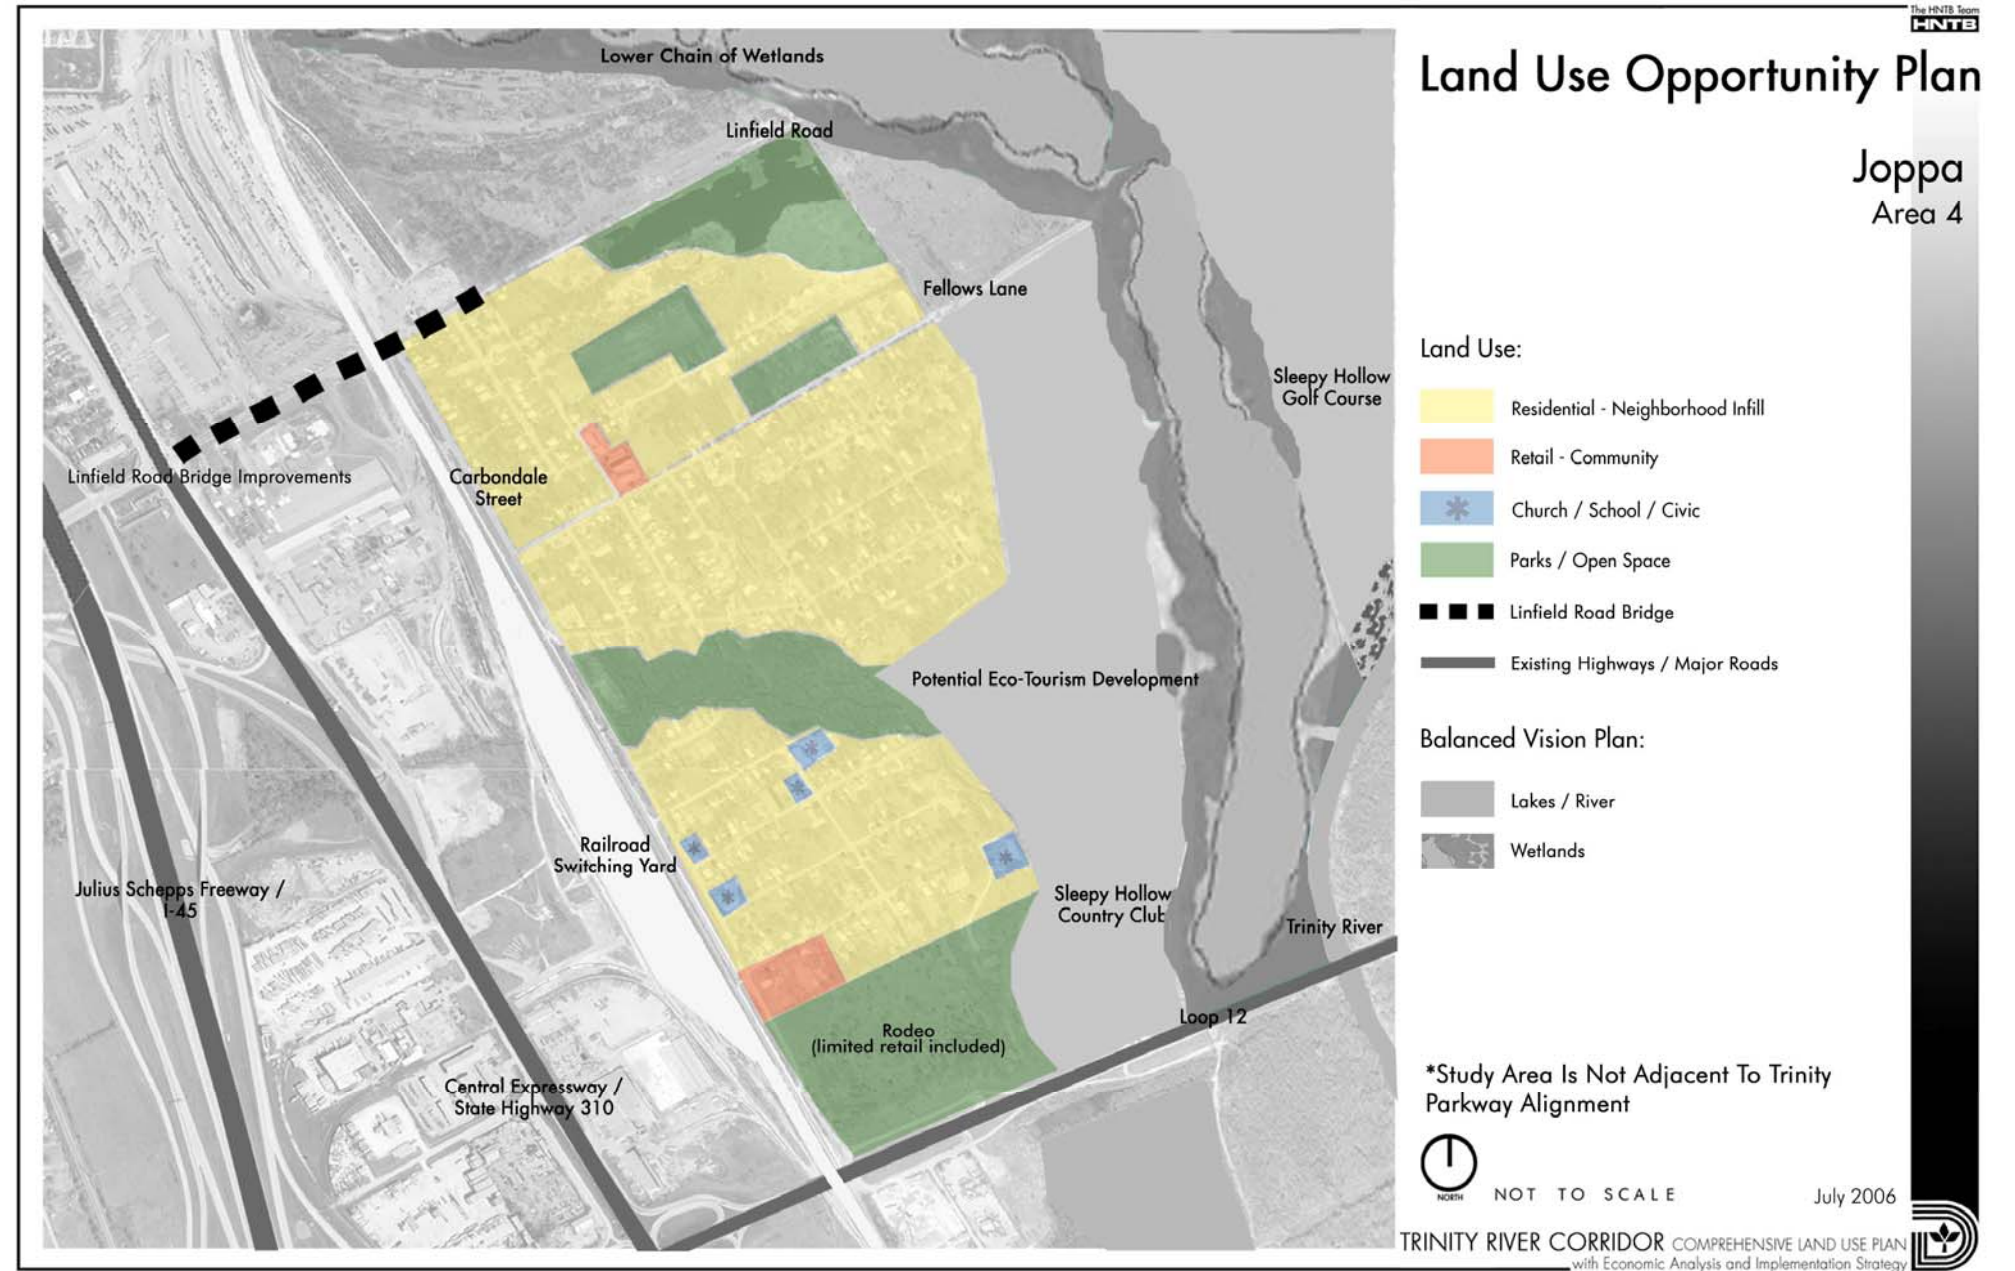 The HNTB Team
HNTB
Land Use Opportunity Plan
Joppa
Area 4
Lower Chain of Wetlands
Linfield Road
Fellows Lane
Sleepy Hollow
Golf Course
Linfield Road Bridge Improvements
Carbondale
Street
Potential Eco-Tourism Development
Railroad
Switching Yard
Julius Schepps Freeway /
I-45
Sleepy Hollow
Country Club
Trinity River
Loop 12
Rodeo
(limited retail included)
Central Expressway /
State Highway 310
Land Use:
Residential - Neighborhood Infill
Retail - Community
Church / School / Civic
Parks / Open Space
Linfield Road Bridge
Existing Highways / Major Roads
Balanced Vision Plan:
Lakes / River
Wetlands
*Study Area Is Not Adjacent To Trinity
Parkway Alignment
NORTH
NOT TO SCALE
July 2006
TRINITY RIVER CORRIDOR COMPREHENSIVE LAND USE PLAN
with Economic Analysis and Implementation Strategy